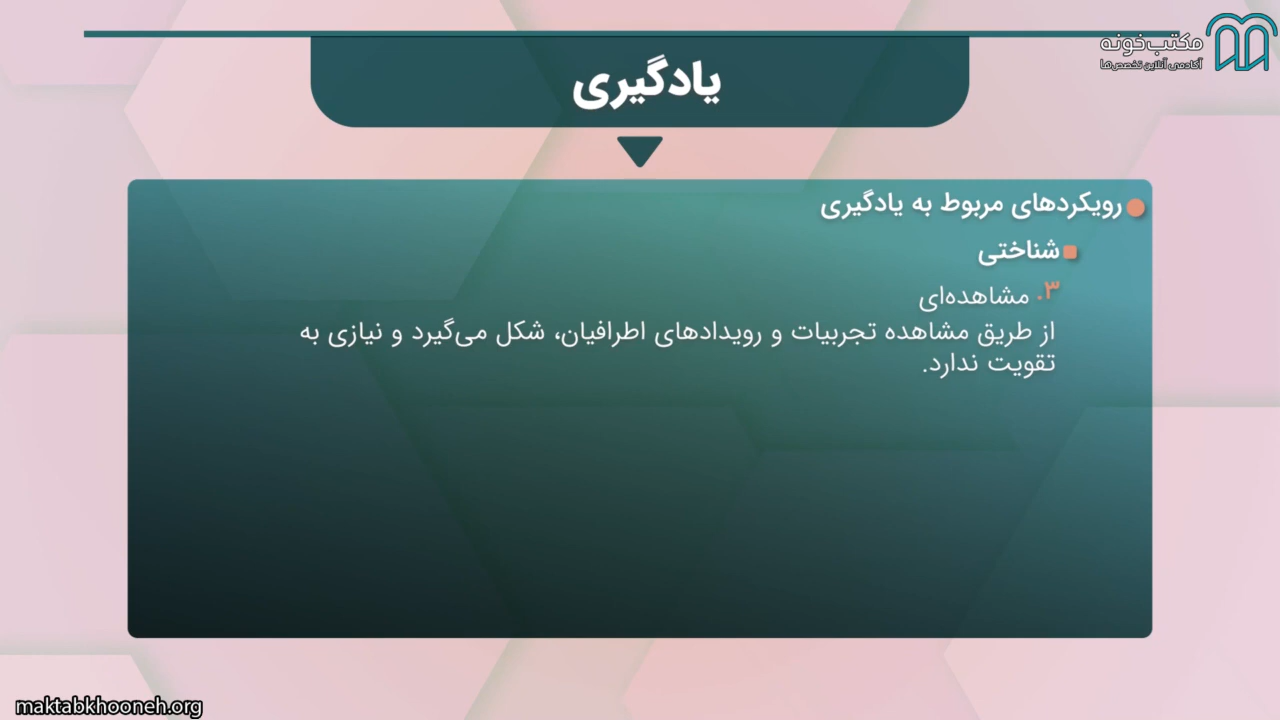 مکتب‌خونه
آکادمی آنلاین تخصص‌ها
یادگیری
رویکردهای مربوط به یادگیری
شناختی
۳. مشاهده‌ای
از طریق مشاهده تجربیات و رویدادهای اطرافیان، شکل می‌گیرد و نیازی به
تقویت ندارد.
maktabkhooneh.org